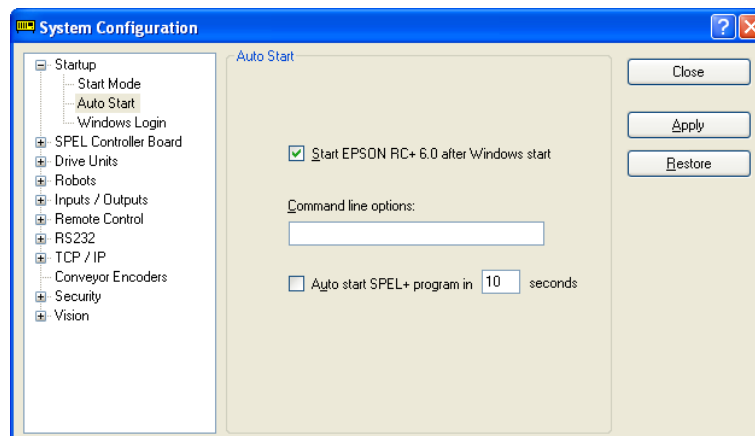 System Configuration
Startup
Start Mode
Auto Start
Windows Login
SPEL Controller Board
Drive Units
Robots
Inputs / Outputs
Remote Control
RS232
TCP / IP
Conveyor Encoders
Security
Vision
Auto Start
Start EPSON RC+ 6.0 after Windows start
Command line options:
Auto start SPEL+ program in 10 seconds
Close
Apply
Restore